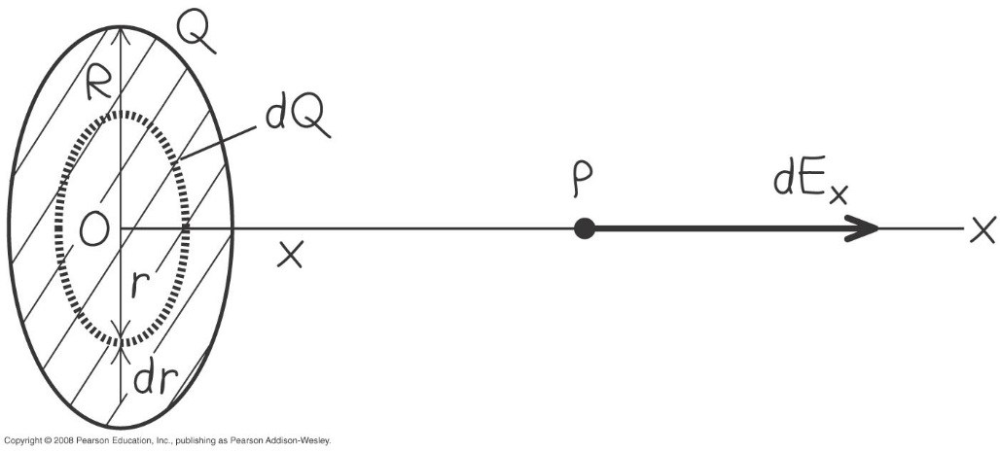 Q
R
dQ
P
dEx
O
x
x
r
dr
Copyright © 2008 Pearson Education, Inc., publishing as Pearson Addison-Wesley.